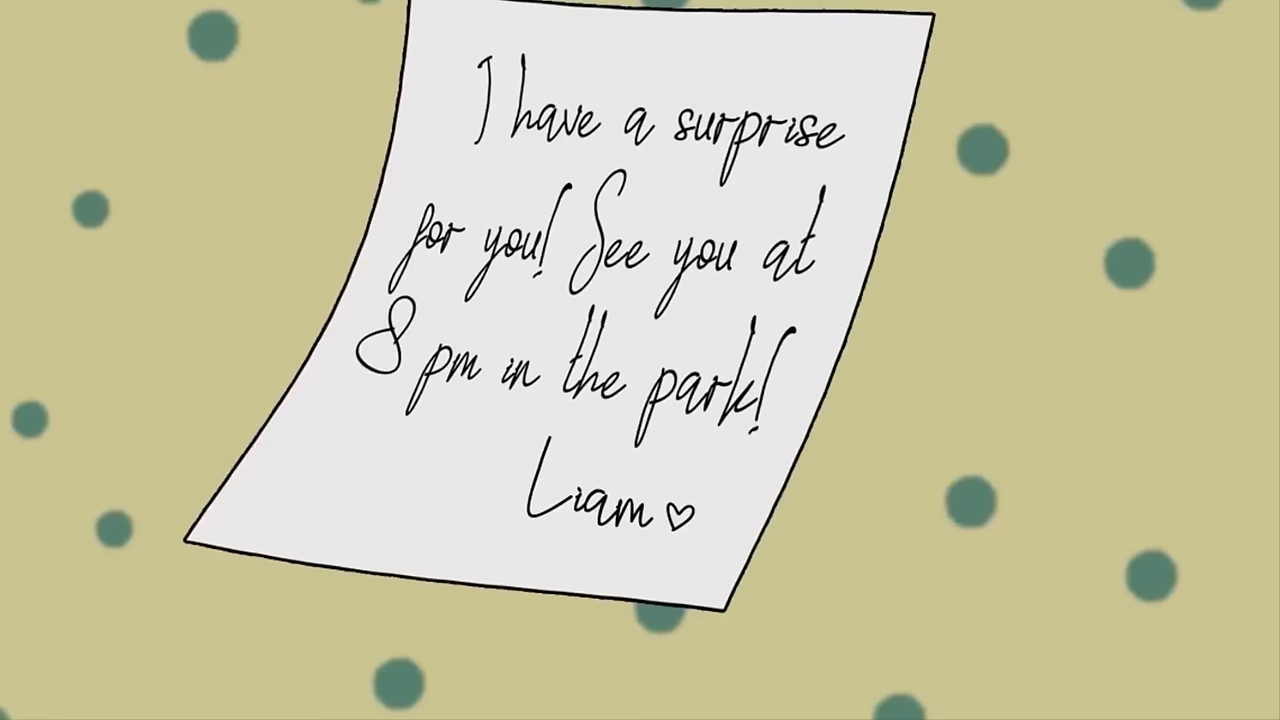 I have a surprise
for you! See you at
8 pm in the park!
Liam♡